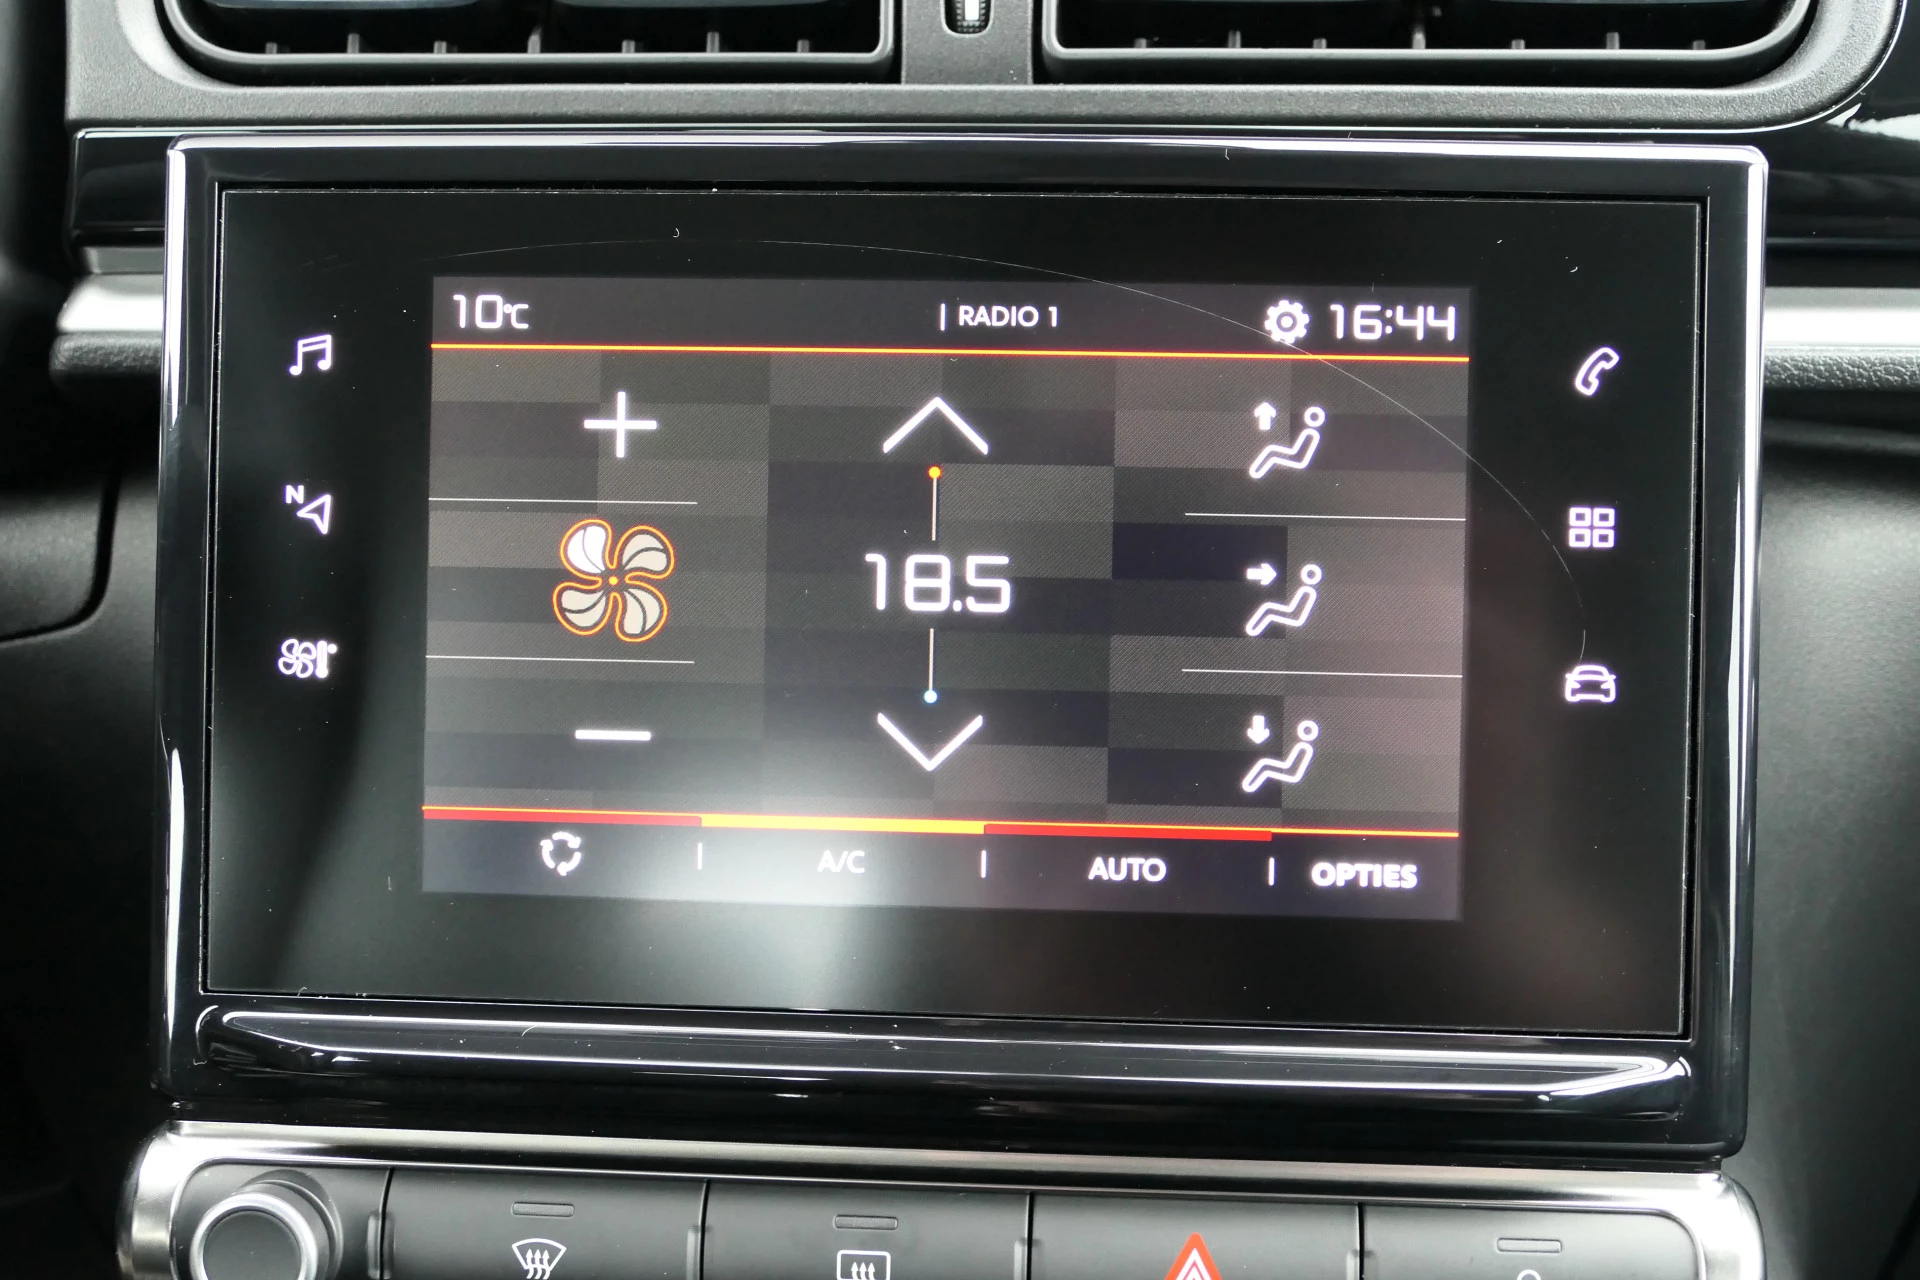 10°C | RADIO 1 16:44
N
18.5
A/C | AUTO | OPTIES